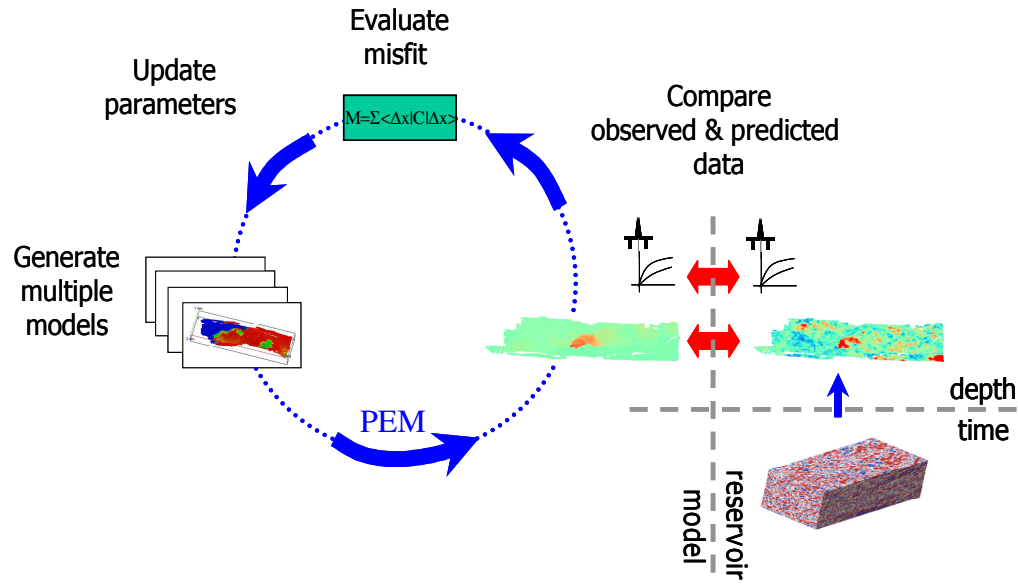 Evaluate
misfit
Update
parameters
M=Σ<Δx|C|Δx>
Compare
observed & predicted
data
Generate
multiple
models
PEM
depth
time
model
reservoir